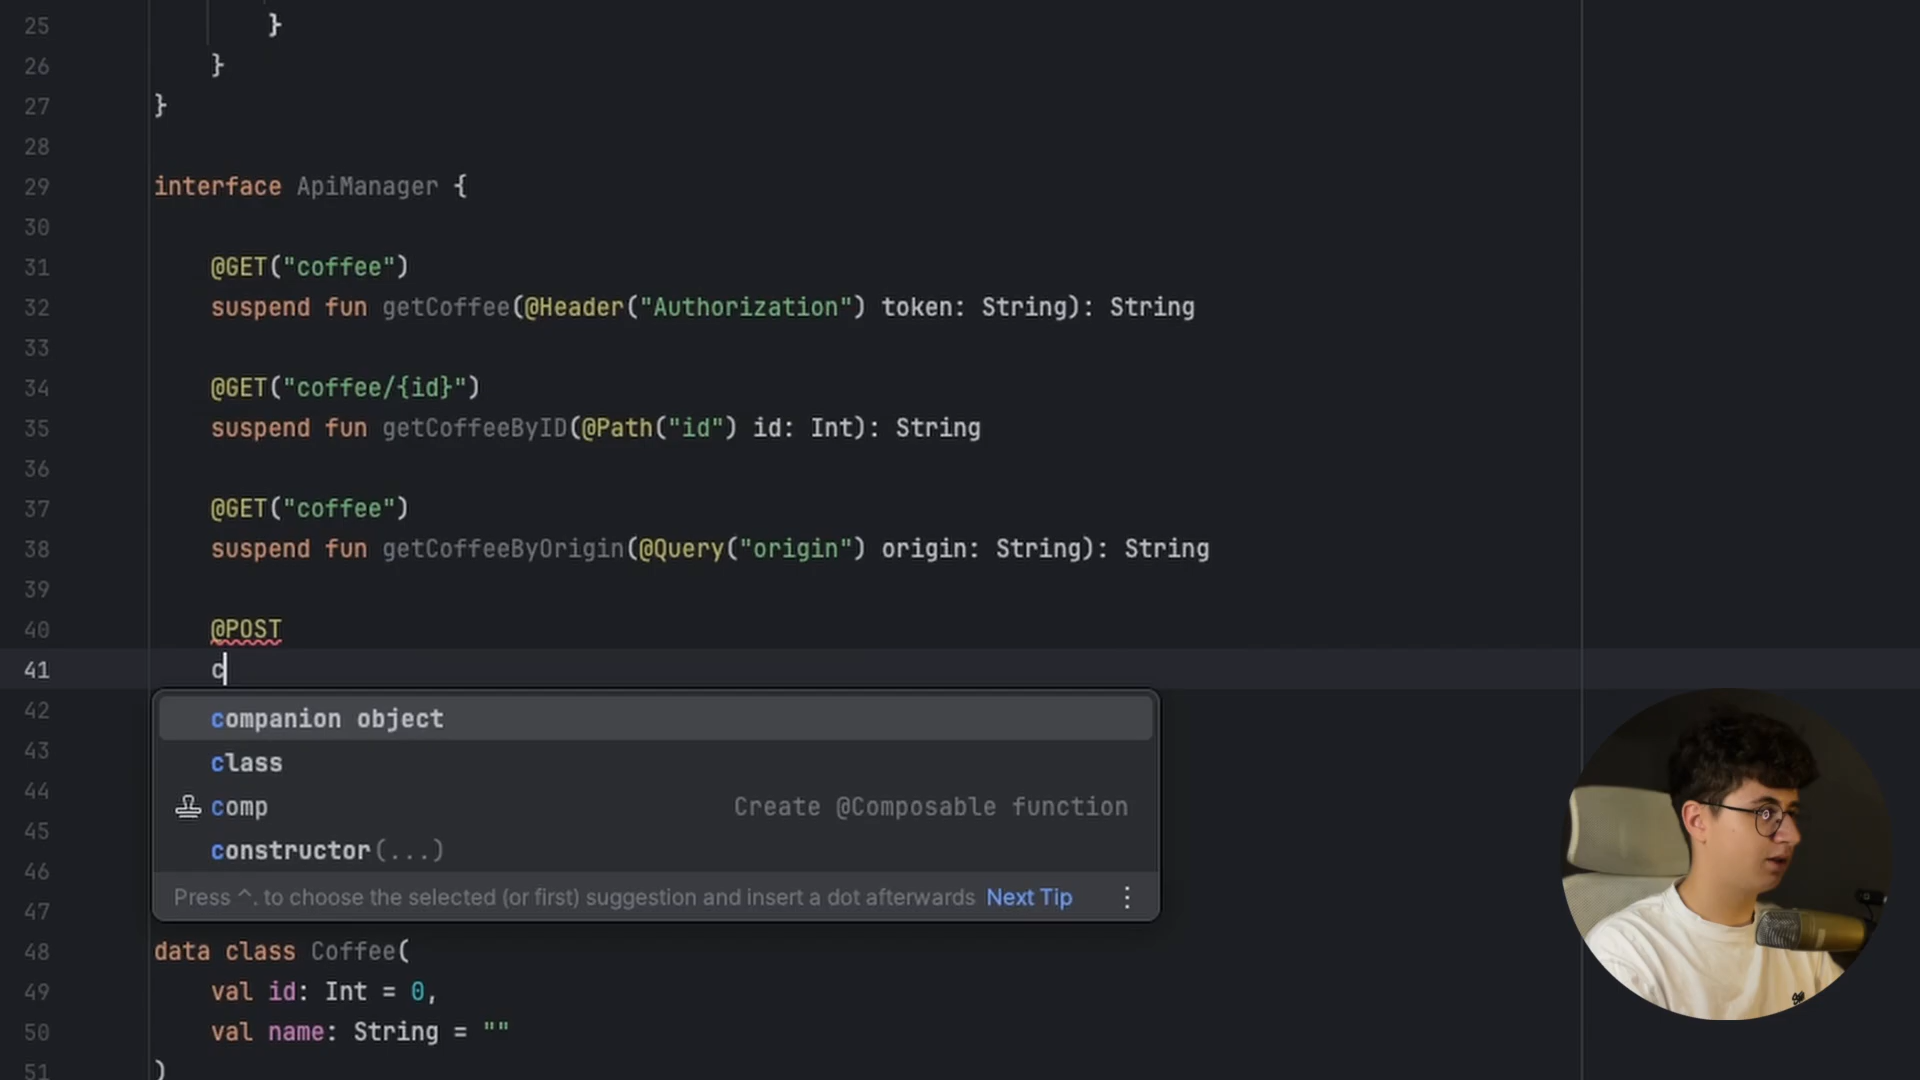 25 }
26 }
27 }
28
29 interface ApiManager {
30
31 @GET("coffee")
32 suspend fun getCoffee(@Header("Authorization") token: String): String
33
34 @GET("coffee/{id}")
35 suspend fun getCoffeeByID(@Path("id") id: Int): String
36
37 @GET("coffee")
38 suspend fun getCoffeeByOrigin(@Query("origin") origin: String): String
39
40 @POST
41 c
42 companion object
43 class
44 comp Create @Composable function
45
46 constructor(...)
47 Press ^. to choose the selected (or first) suggestion and insert a dot afterwards Next Tip
48 data class Coffee(
49 val id: Int = 0,
50 val name: String = ""
51 )